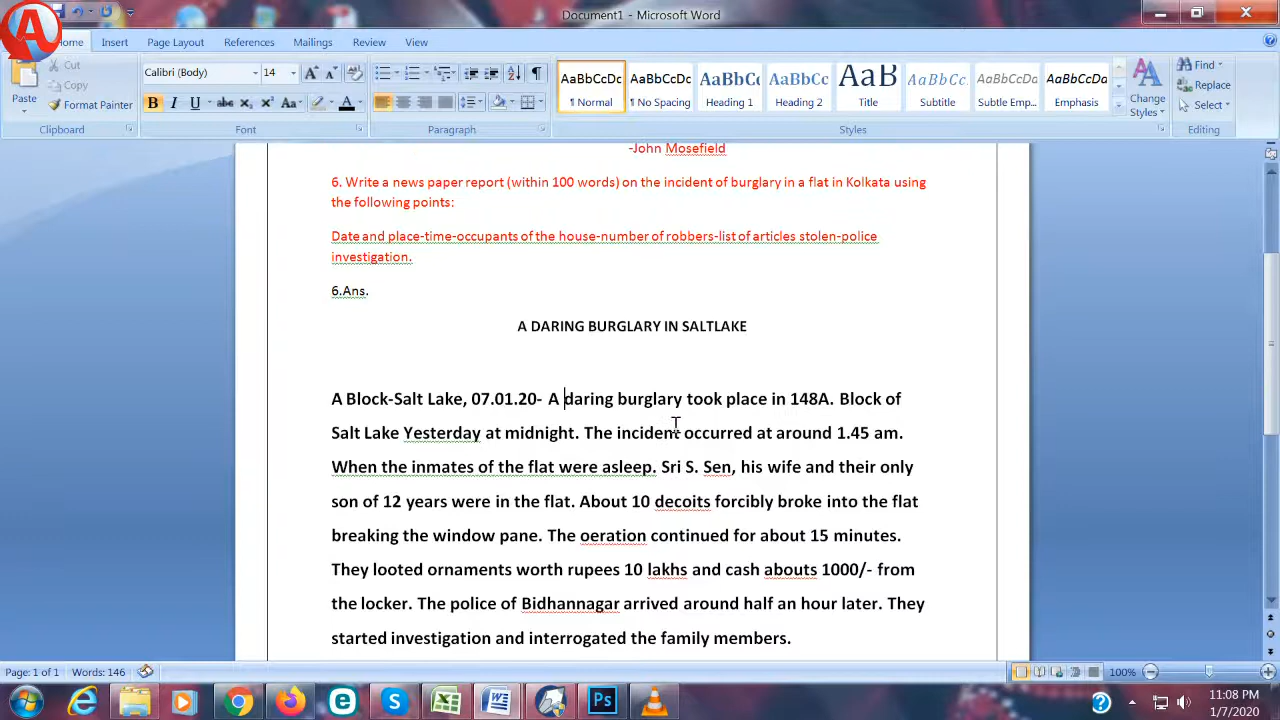 Document1 - Microsoft Word
A
Home Insert Page Layout References Mailings Review View
Cut
Copy
Format Painter
Paste
Calibri (Body) 14
AaBbCcDc AaBbCcDc AaBbCc AaBbCc AaB AaBbCc. AaBbCcDc AaBbCcDc
¶ Normal ¶ No Spacing Heading 1 Heading 2 Title Subtitle Subtle Emp... Emphasis
Change Styles
Find
Replace
Select
Clipboard Font Paragraph Styles Editing
-John Mosefield
6. Write a news paper report (within 100 words) on the incident of burglary in a flat in Kolkata using
the following points:
Date and place-time-occupants of the house-number of robbers-list of articles stolen-police
investigation.
6.Ans.
A DARING BURGLARY IN SALTLAKE
A Block-Salt Lake, 07.01.20- A daring burglary took place in 148A. Block of
Salt Lake Yesterday at midnight. The incident occurred at around 1.45 am.
When the inmates of the flat were asleep. Sri S. Sen, his wife and their only
son of 12 years were in the flat. About 10 decoits forcibly broke into the flat
breaking the window pane. The oeration continued for about 15 minutes.
They looted ornaments worth rupees 10 lakhs and cash abouts 1000/- from
the locker. The police of Bidhannagar arrived around half an hour later. They
started investigation and interrogated the family members.
Page: 1 of 1 Words: 146 100%
11:08 PM
1/7/2020